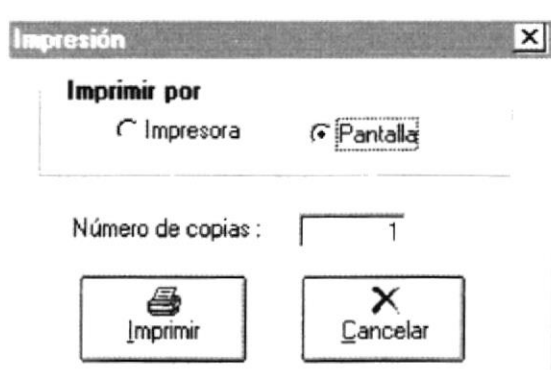 Impresión
Imprimir por
Impresora Pantalla
Número de copias : 1
Imprimir Cancelar